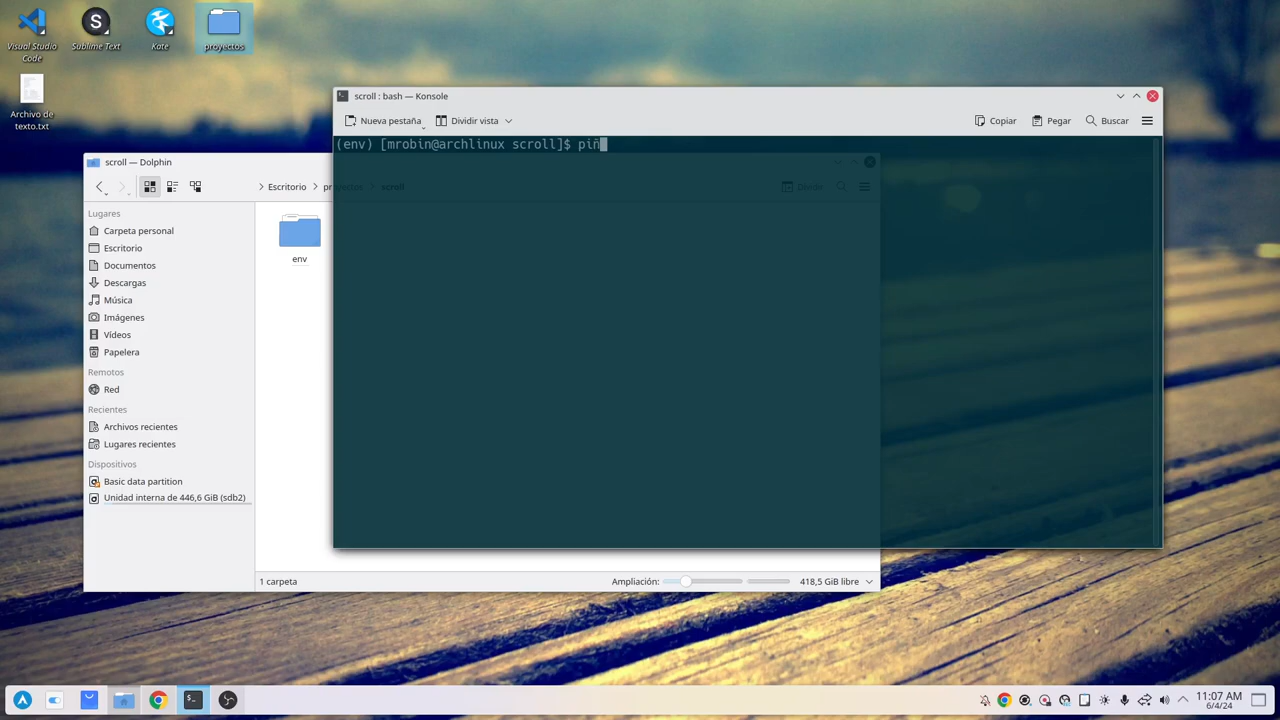 Visual Studio
Code
Sublime Text
Kate
proyectos
Archivo de
texto.txt
scroll : bash — Konsole
Nueva pestaña
Dividir vista
Copiar
Pegar
Buscar
(env) [mrobin@archlinux scroll]$ piñ
scroll — Dolphin
Escritorio
proyectos
scroll
Dividir
Lugares
Carpeta personal
Escritorio
Documentos
Descargas
Música
Imágenes
Vídeos
Papelera
Remotos
Red
Recientes
Archivos recientes
Lugares recientes
Dispositivos
Basic data partition
Unidad interna de 446,6 GiB (sdb2)
env
1 carpeta
Ampliación:
418,5 GiB libre
11:07 AM
6/4/24